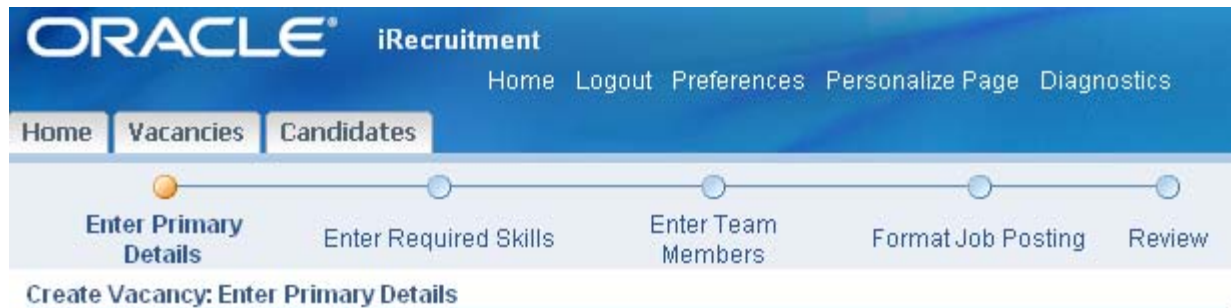 ORACLE® iRecruitment
Home Logout Preferences Personalize Page Diagnostics
Home Vacancies Candidates
Enter Primary Details
Enter Required Skills
Enter Team Members
Format Job Posting
Review
Create Vacancy: Enter Primary Details